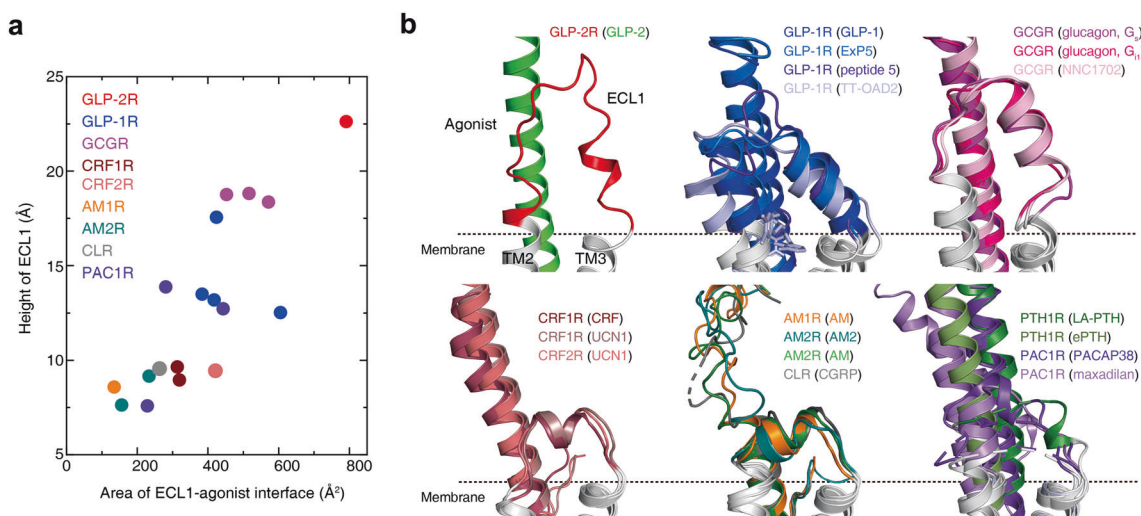 a
Height of ECL1 (Å)
25
20
15
10
5
GLP-2R
GLP-1R
GCGR
CRF1R
CRF2R
AM1R
AM2R
CLR
PAC1R
0 200 400 600 800
Area of ECL1-agonist interface (Å²)
b
GLP-2R (GLP-2)
ECL1
Agonist
Membrane
TM2 TM3
GLP-1R (GLP-1)
GLP-1R (ExP5)
GLP-1R (peptide 5)
GLP-1R (TT-OAD2)
GCGR (glucagon, Gs)
GCGR (glucagon, Gi1)
GCGR (NNC1702)
CRF1R (CRF)
CRF1R (UCN1)
CRF2R (UCN1)
Membrane
AM1R (AM)
AM2R (AM2)
AM2R (AM)
CLR (CGRP)
PTH1R (LA-PTH)
PTH1R (ePTH)
PAC1R (PACAP38)
PAC1R (maxadilan)